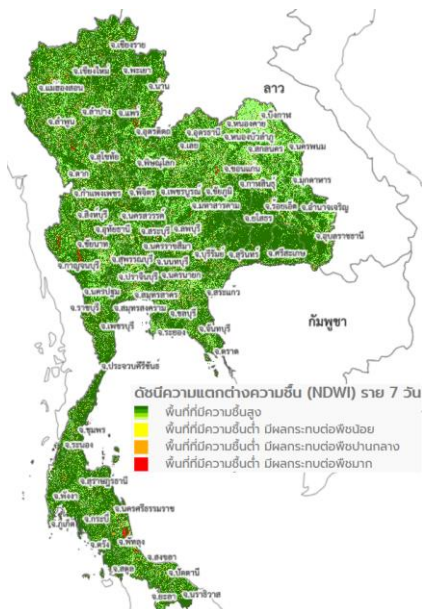 จ.เชียงราย
จ.เชียงใหม่ จ.พะเยา
จ.แม่ฮ่องสอน จ.น่าน
จ.ลำปาง จ.แพร่
จ.ลำพูน
จ.อุตรดิตถ์
จ.สุโขทัย จ.พิษณุโลก
จ.ตาก
จ.เลย จ.อุดรธานี
ลาว
จ.บึงกาฬ
จ.หนองคาย
จ.หนองบัวลำภู
จ.สกลนคร จ.นครพนม
จ.ขอนแก่น
จ.กาฬสินธุ์ จ.มุกดาหาร
จ.กำแพงเพชร จ.พิจิตร จ.เพชรบูรณ์ จ.ชัยภูมิ
จ.มหาสารคาม จ.ร้อยเอ็ด จ.อำนาจเจริญ
จ.ยโสธร
จ.สิงห์บุรี จ.นครสวรรค์
จ.อุทัยธานี จ.สระบุรี จ.ลพบุรี
จ.ชัยนาท จ.นครราชสีมา
จ.อุบลราชธานี
จ.กาญจนบุรี จ.สุพรรณบุรี จ.นนทบุรี จ.บุรีรัมย์ จ.สุรินทร์ จ.ศรีสะเกษ
จ.ปราจีนบุรี จ.นครนายก
จ.นครปฐม จ.สมุทรสาคร จ.สระแก้ว
จ.ราชบุรี จ.สมุทรสงคราม จ.ชลบุรี
จ.เพชรบุรี จ.ระยอง จ.จันทบุรี
จ.ตราด
กัมพูชา
จ.ประจวบคีรีขันธ์
ดัชนีความแตกต่างความชื้น (NDWI) ราย 7 วัน
พื้นที่ที่มีความชื้นสูง
พื้นที่ที่มีความชื้นต่ำ มีผลกระทบต่อพืชน้อย
พื้นที่ที่มีความชื้นต่ำ มีผลกระทบต่อพืชปานกลาง
พื้นที่ที่มีความชื้นต่ำ มีผลกระทบต่อพืชมาก
จ.ชุมพร
จ.ระนอง
จ.สุราษฎร์ธานี
จ.พังงา
จ.นครศรีธรรมราช
จ.ภูเก็ต จ.กระบี่
จ.ตรัง จ.พัทลุง
จ.สงขลา
จ.สตูล จ.ปัตตานี
จ.ยะลา จ.นราธิวาส